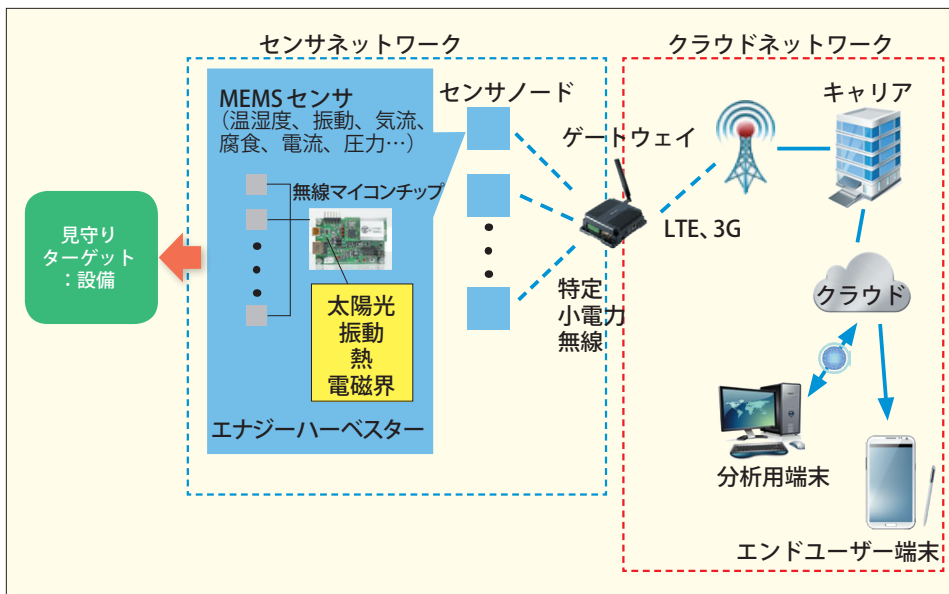 センサネットワーク
クラウドネットワーク
MEMS センサ
（温湿度、振動、気流、
腐食、電流、圧力…）
センサノード
ゲートウェイ
キャリア
無線マイコンチップ
LTE、3G
見守り
ターゲット
：設備
太陽光
振動
熱
電磁界
特定
小電力
無線
クラウド
エナジーハーベスター
分析用端末
エンドユーザー端末